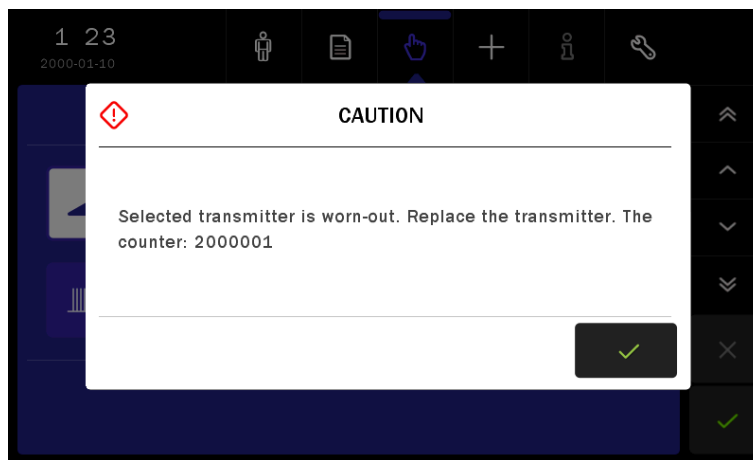 1 23
2000-01-10
CAUTION
Selected transmitter is worn-out. Replace the transmitter. The
counter: 2000001